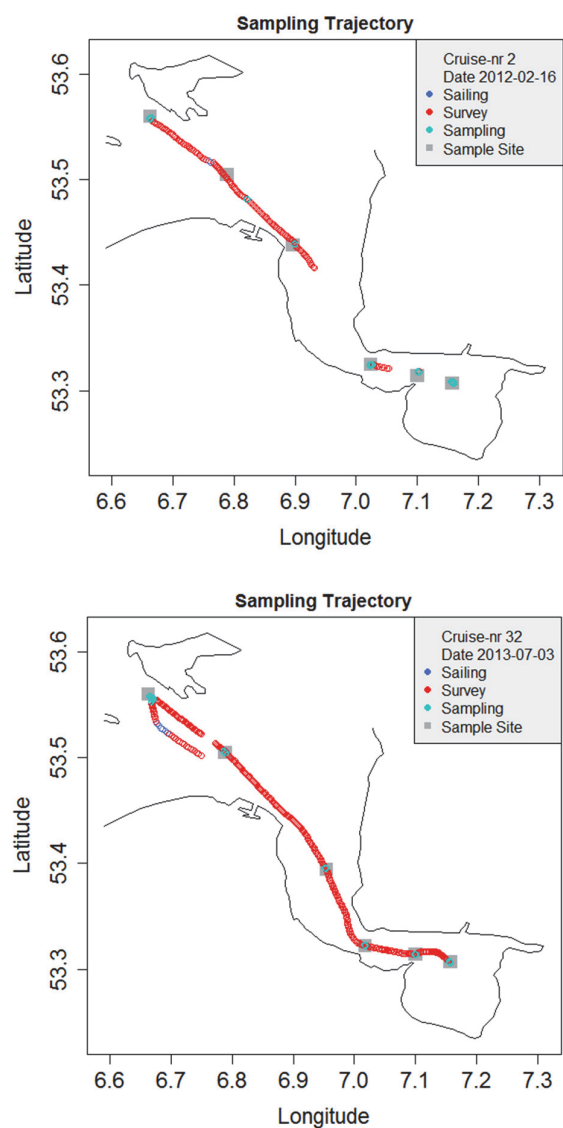 Sampling Trajectory
Cruise-nr 2
Date 2012-02-16
Sailing
Survey
Sampling
Sample Site
Latitude
53.6
53.5
53.4
53.3
6.6 6.7 6.8 6.9 7.0 7.1 7.2 7.3
Longitude
Sampling Trajectory
Cruise-nr 32
Date 2013-07-03
Sailing
Survey
Sampling
Sample Site
Latitude
53.6
53.5
53.4
53.3
6.6 6.7 6.8 6.9 7.0 7.1 7.2 7.3
Longitude